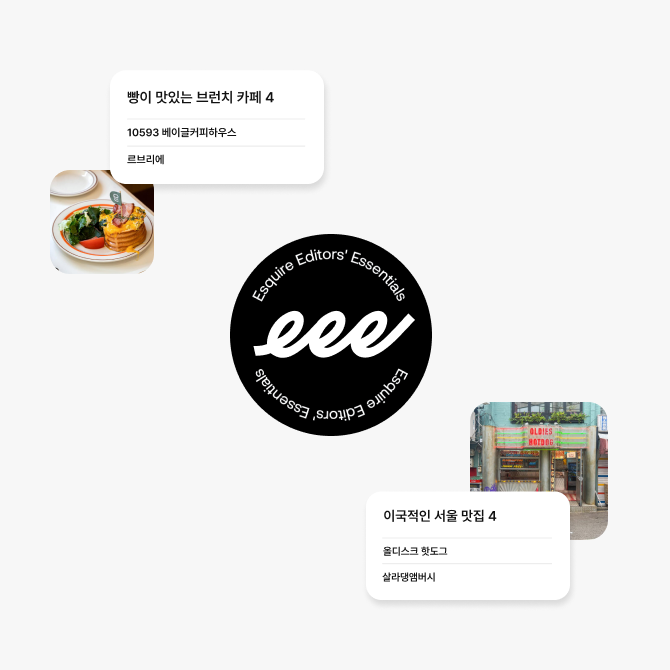 빵이 맛있는 브런치 카페 4
10593 베이글커피하우스
르브리에
Esquire Editors' Essentials
eee
Esquire Editors' Essentials
OLDIES
HOTDOG
이국적인 서울 맛집 4
올디스크 핫도그
살라댕앰버시